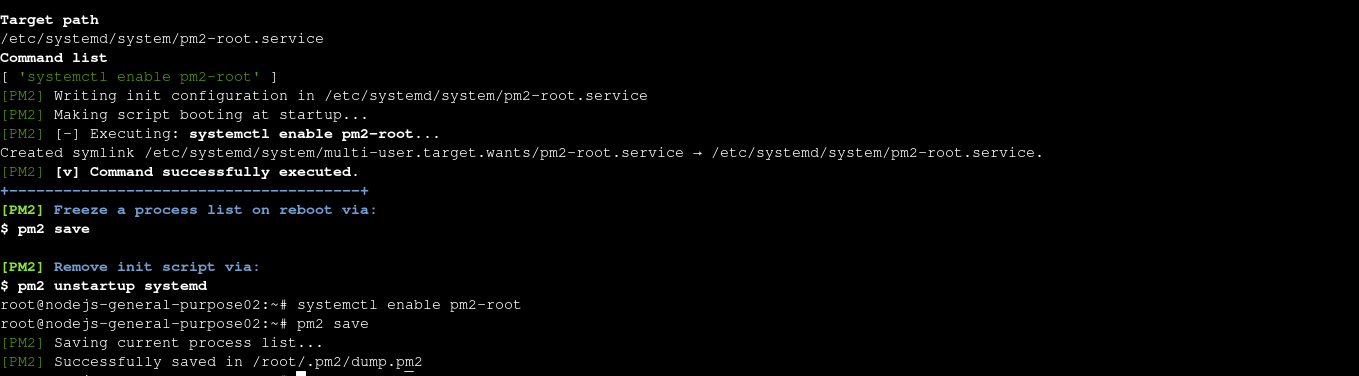 Target path
/etc/systemd/system/pm2-root.service
Command list
[ 'systemctl enable pm2-root' ]
[PM2] Writing init configuration in /etc/systemd/system/pm2-root.service
[PM2] Making script booting at startup...
[PM2] [-] Executing: systemctl enable pm2-root...
Created symlink /etc/systemd/system/multi-user.target.wants/pm2-root.service → /etc/systemd/system/pm2-root.service.
[PM2] [v] Command successfully executed.
+---------------------------------------+
[PM2] Freeze a process list on reboot via:
$ pm2 save
[PM2] Remove init script via:
$ pm2 unstartup systemd
root@nodejs-general-purpose02:~# systemctl enable pm2-root
root@nodejs-general-purpose02:~# pm2 save
[PM2] Saving current process list...
[PM2] Successfully saved in /root/.pm2/dump.pm2